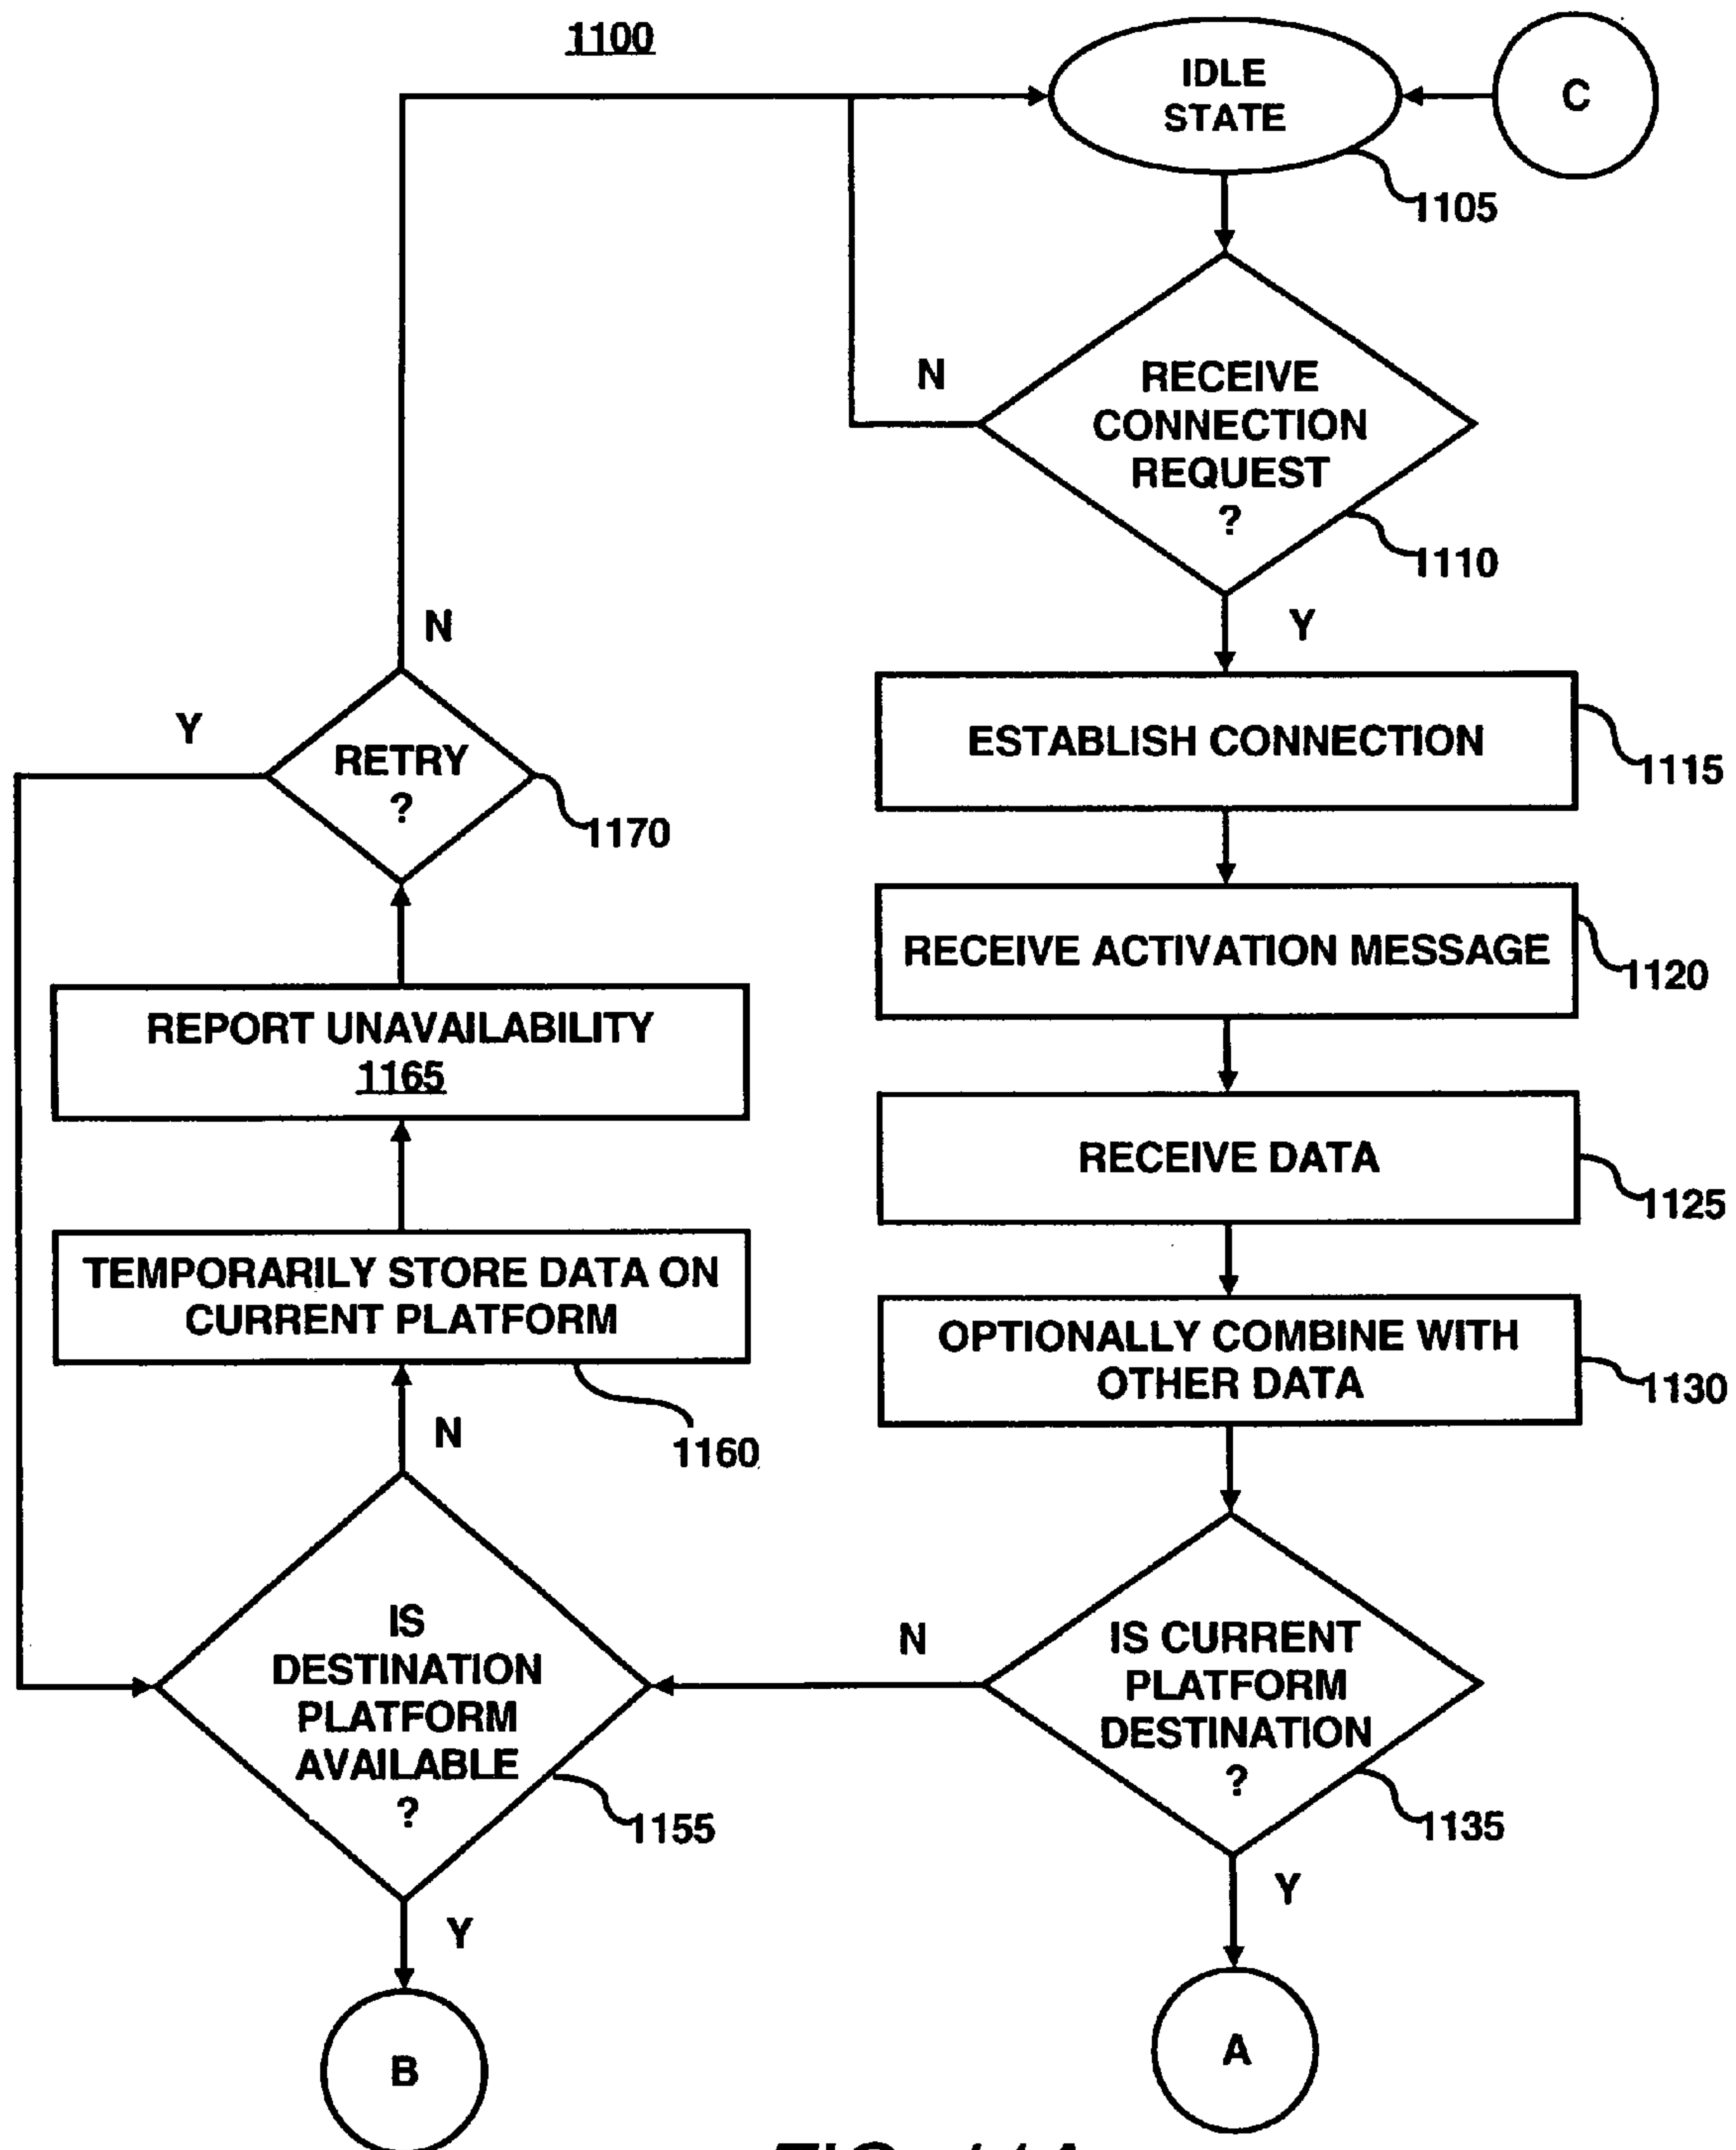 1100
IDLE
STATE
C
1105
N
RECEIVE
CONNECTION
REQUEST
?
1110
Y
ESTABLISH CONNECTION
1115
RECEIVE ACTIVATION MESSAGE
1120
RECEIVE DATA
1125
OPTIONALLY COMBINE WITH
OTHER DATA
1130
IS CURRENT
PLATFORM
DESTINATION
?
1135
N
Y
A
IS
DESTINATION
PLATFORM
AVAILABLE
?
1155
Y
B
N
TEMPORARILY STORE DATA ON
CURRENT PLATFORM
1160
REPORT UNAVAILABILITY
1165
RETRY
?
1170
Y
N